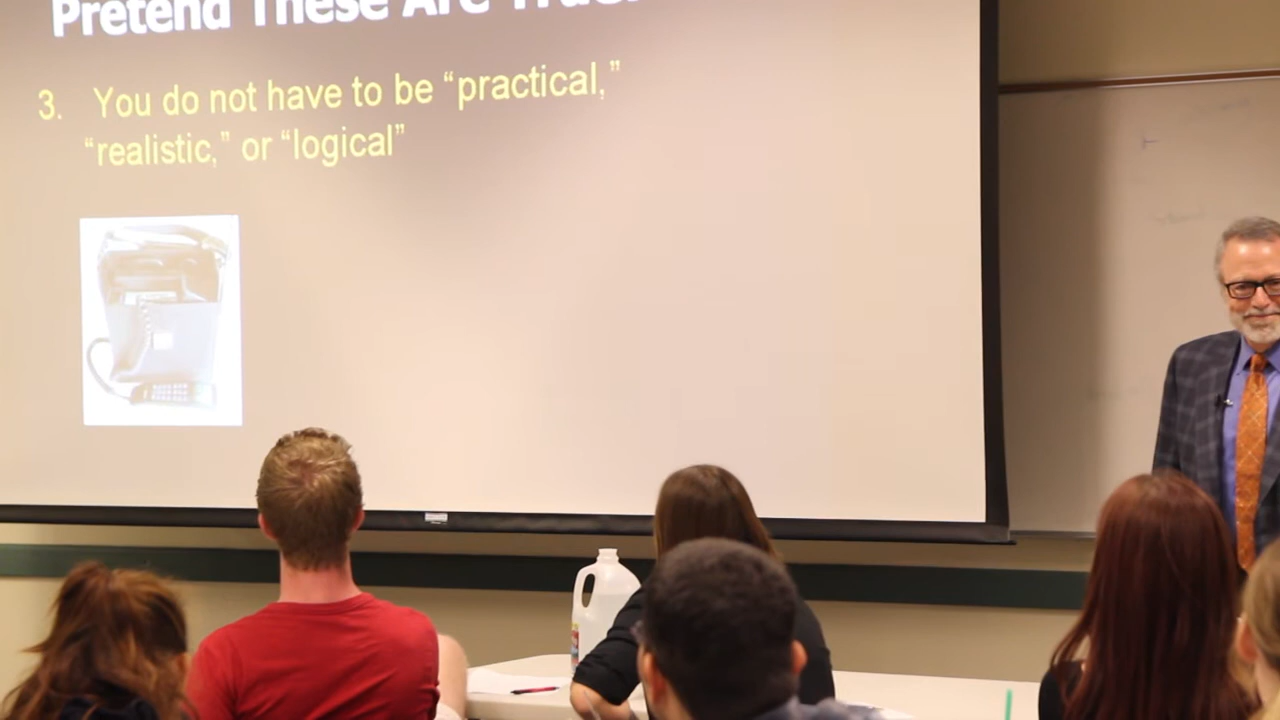 Pretend These Are True:
3. You do not have to be “practical,”
“realistic,” or “logical”